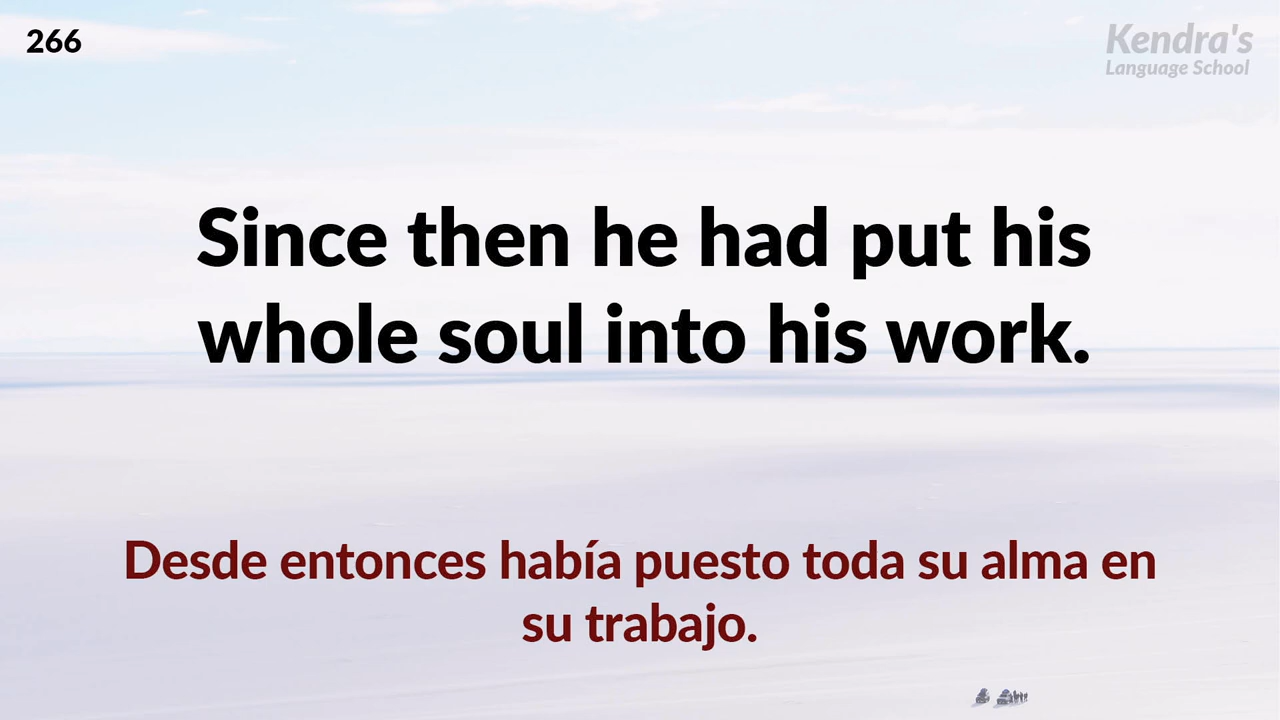 266
Kendra's
Language School
Since then he had put his
whole soul into his work.
Desde entonces había puesto toda su alma en
su trabajo.